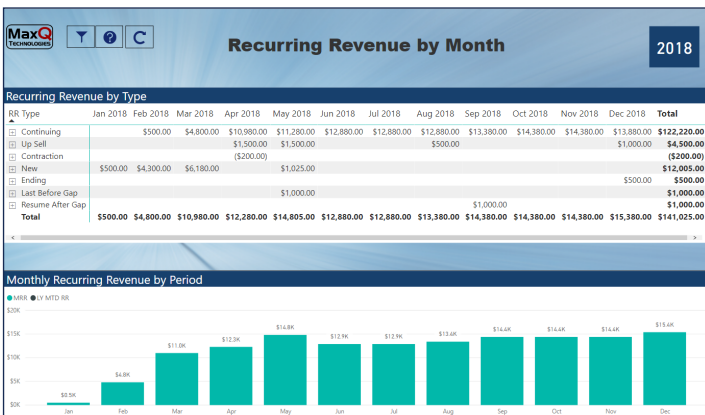 MaxQ
TECHNOLOGIES
?
Recurring Revenue by Month
2018
Recurring Revenue by Type
RR Type Jan 2018 Feb 2018 Mar 2018 Apr 2018 May 2018 Jun 2018 Jul 2018 Aug 2018 Sep 2018 Oct 2018 Nov 2018 Dec 2018 Total
Continuing $500.00 $4,800.00 $10,980.00 $11,280.00 $12,880.00 $12,880.00 $12,880.00 $13,380.00 $14,380.00 $14,380.00 $13,880.00 $122,220.00
Up Sell $1,500.00 $1,500.00 $500.00 $1,000.00 $4,500.00
Contraction ($200.00) ($200.00)
New $500.00 $4,300.00 $6,180.00 $1,025.00 $12,005.00
Ending $500.00 $500.00
Last Before Gap $1,000.00 $1,000.00
Resume After Gap $1,000.00 $1,000.00
Total $500.00 $4,800.00 $10,980.00 $12,280.00 $14,805.00 $12,880.00 $12,880.00 $13,380.00 $14,380.00 $14,380.00 $14,380.00 $15,380.00 $141,025.00
Monthly Recurring Revenue by Period
MRR LY MTD RR
$20K
$15K
$10K
$5K
$0K
$0.5K $4.8K $11.0K $12.3K $14.8K $12.9K $12.9K $13.4K $14.4K $14.4K $14.4K $15.4K
Jan Feb Mar Apr May Jun Jul Aug Sep Oct Nov Dec